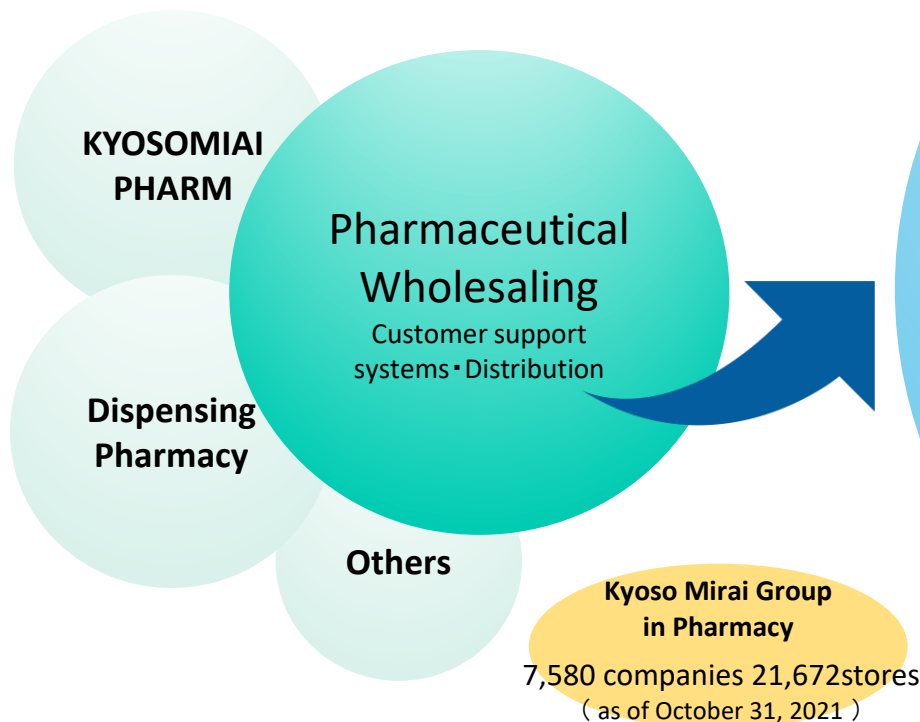 KYOSOMIAI
PHARM
Pharmaceutical
Wholesaling
Customer support
systems・Distribution
Dispensing
Pharmacy
Others
Kyoso Mirai Group
in Pharmacy
7,580 companies 21,672stores
（ as of October 31, 2021 ）